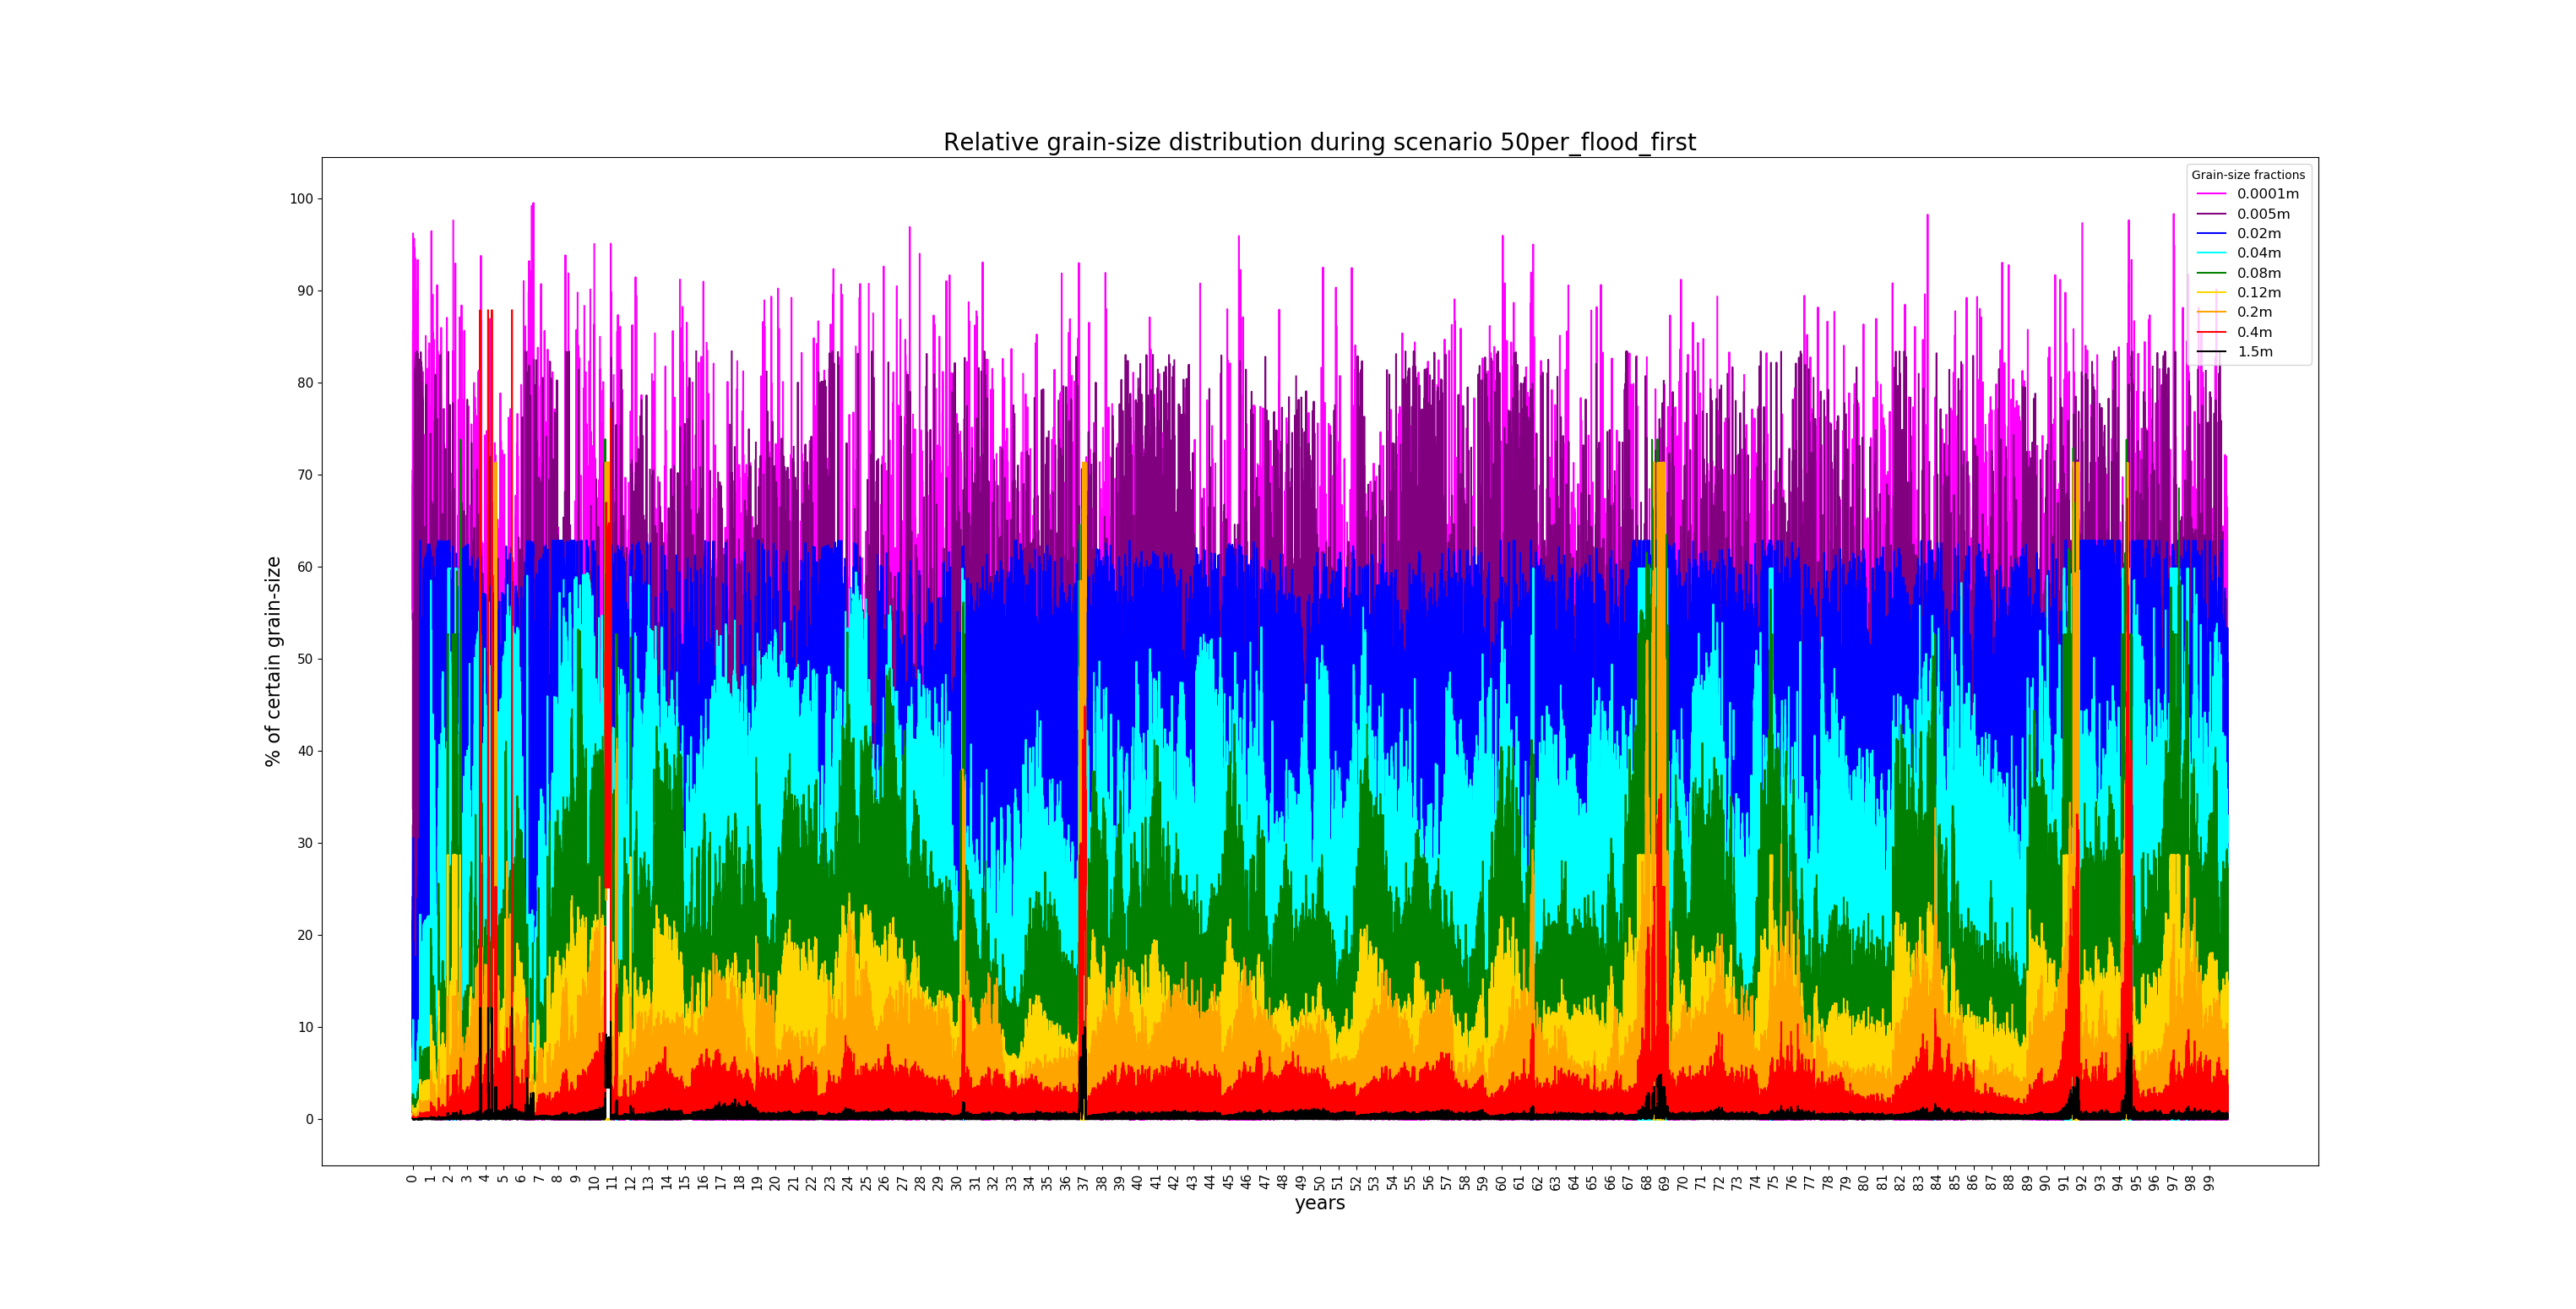 Relative grain-size distribution during scenario 50per_flood_first
Grain-size fractions
0.0001m
0.005m
0.02m
0.04m
0.08m
0.12m
0.2m
0.4m
1.5m
% of certain grain-size
100
90
80
70
60
50
40
30
20
10
0
0 1 2 3 4 5 6 7 8 9 10 11 12 13 14 15 16 17 18 19 20 21 22 23 24 25 26 27 28 29 30 31 32 33 34 35 36 37 38 39 40 41 42 43 44 45 46 47 48 49 50 51 52 53 54 55 56 57 58 59 60 61 62 63 64 65 66 67 68 69 70 71 72 73 74 75 76 77 78 79 80 81 82 83 84 85 86 87 88 89 90 91 92 93 94 95 96 97 98 99
years